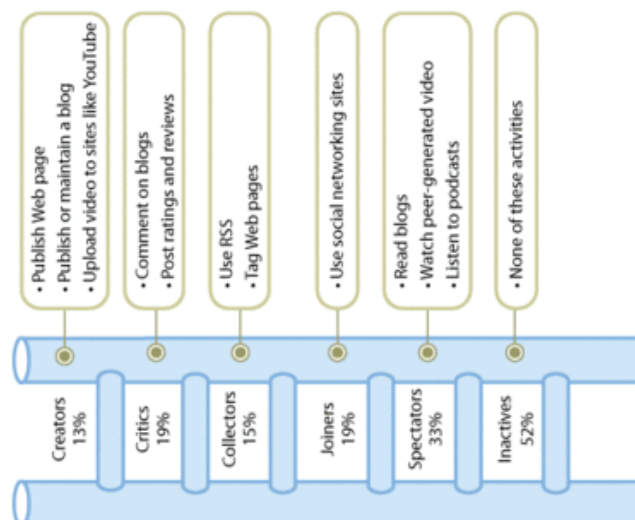 Creators
13%
• Publish Web page
• Publish or maintain a blog
• Upload video to sites like YouTube
Critics
19%
• Comment on blogs
• Post ratings and reviews
Collectors
15%
• Use RSS
• Tag Web pages
Joiners
19%
• Use social networking sites
Spectators
33%
• Read blogs
• Watch peer-generated video
• Listen to podcasts
Inactives
52%
• None of these activities